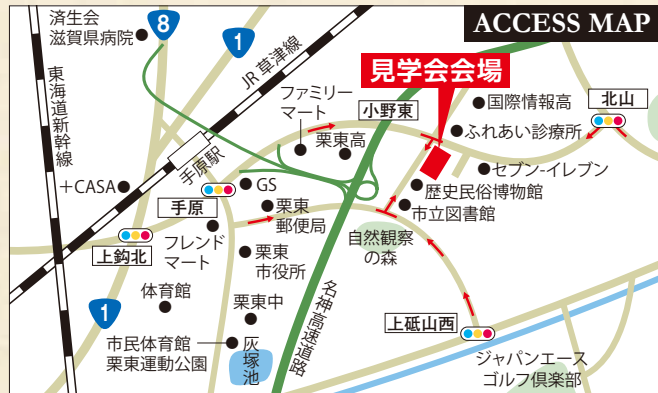 ACCESS MAP
済生会
滋賀県病院
8
1
JR 草津線
東海道新幹線
見学会会場
ファミリー
マート
小野東
栗東高
国際情報高
北山
ふれあい診療所
セブン-イレブン
手原駅
+CASA
GS
手原
栗東
郵便局
歴史民俗博物館
市立図書館
上鈎北
フレンド
マート
栗東
市役所
自然観察
の森
1
体育館
栗東中
名神高速道路
上砥山西
市民体育館
栗東運動公園
灰塚池
ジャパンエース
ゴルフ倶楽部